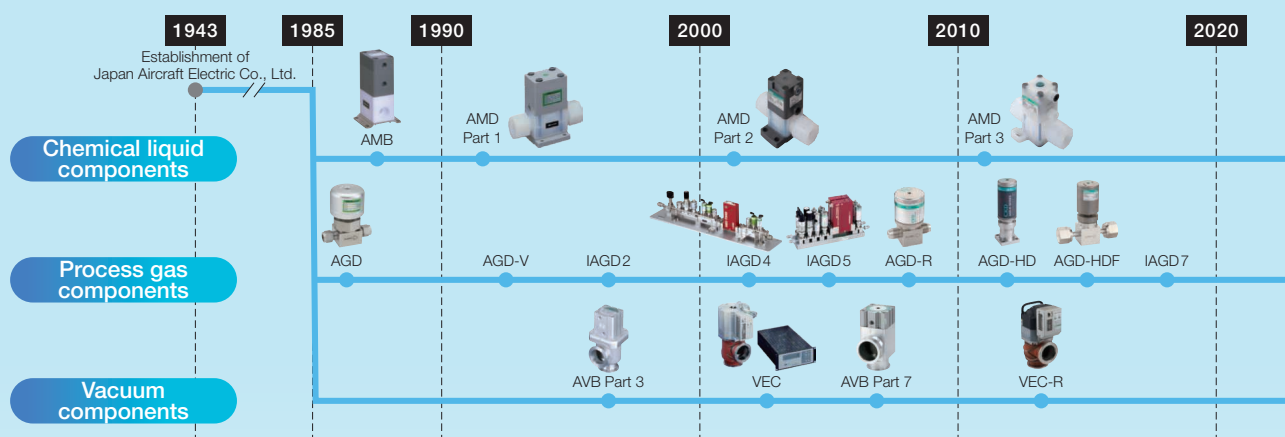 1943
1985
1990
2000
2010
2020
Establishment of
Japan Aircraft Electric Co., Ltd.
Chemical liquid
components
AMB
AMD
Part 1
AMD
Part 2
AMD
Part 3
Process gas
components
AGD
AGD-V
IAGD2
IAGD4
IAGD5
AGD-R
AGD-HD
AGD-HDF
IAGD7
Vacuum
components
AVB Part 3
VEC
AVB Part 7
VEC-R